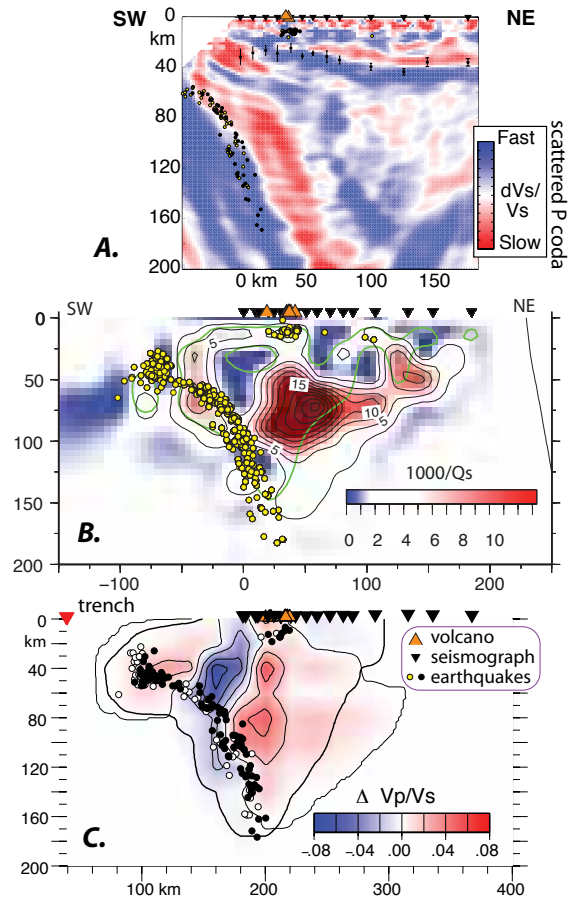 SW NE
0
km
40
80
120
160
200
A.
0 km 50 100 150
Fast
dVs/
Vs
Slow
scattered P coda
SW NE
0
50
100
150
200
5
15
10
5
5
1000/Qs
0 2 4 6 8 10
B.
−100 0 100 200
trench
0
km
40
80
120
160
200
volcano
seismograph
earthquakes
Δ Vp/Vs
-.08 -.04 .00 .04 0.08
C.
100 km 200 300 400